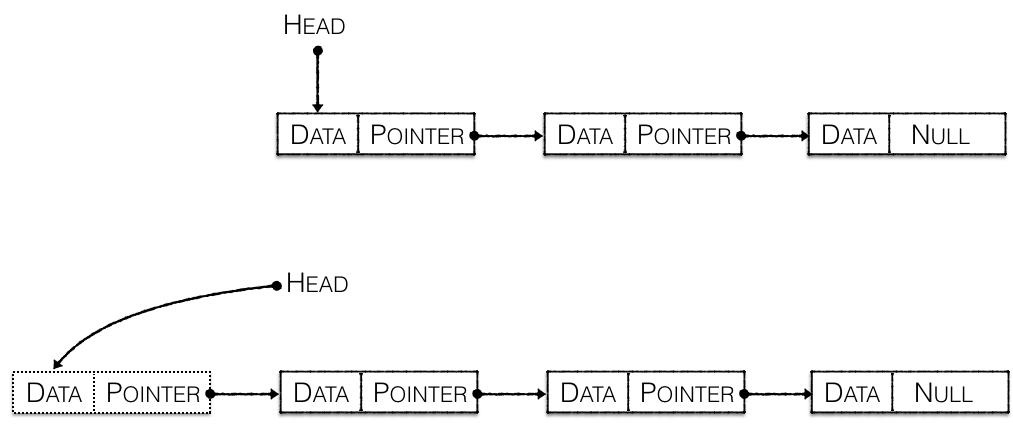 HEAD
DATA POINTER DATA POINTER DATA NULL
HEAD
DATA POINTER DATA POINTER DATA POINTER DATA NULL